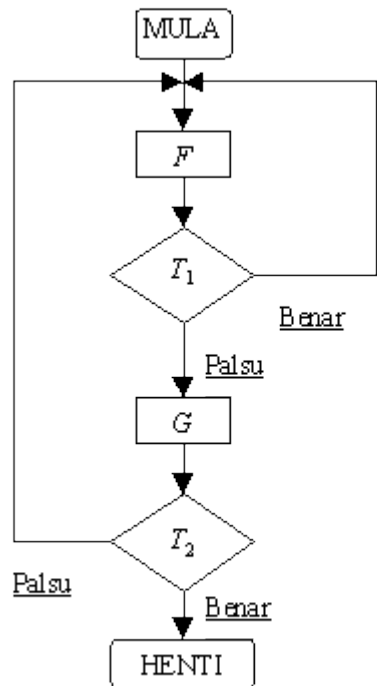 MULA
F
T₁
Benar
Palsu
G
T₂
Palsu
Benar
HENTI